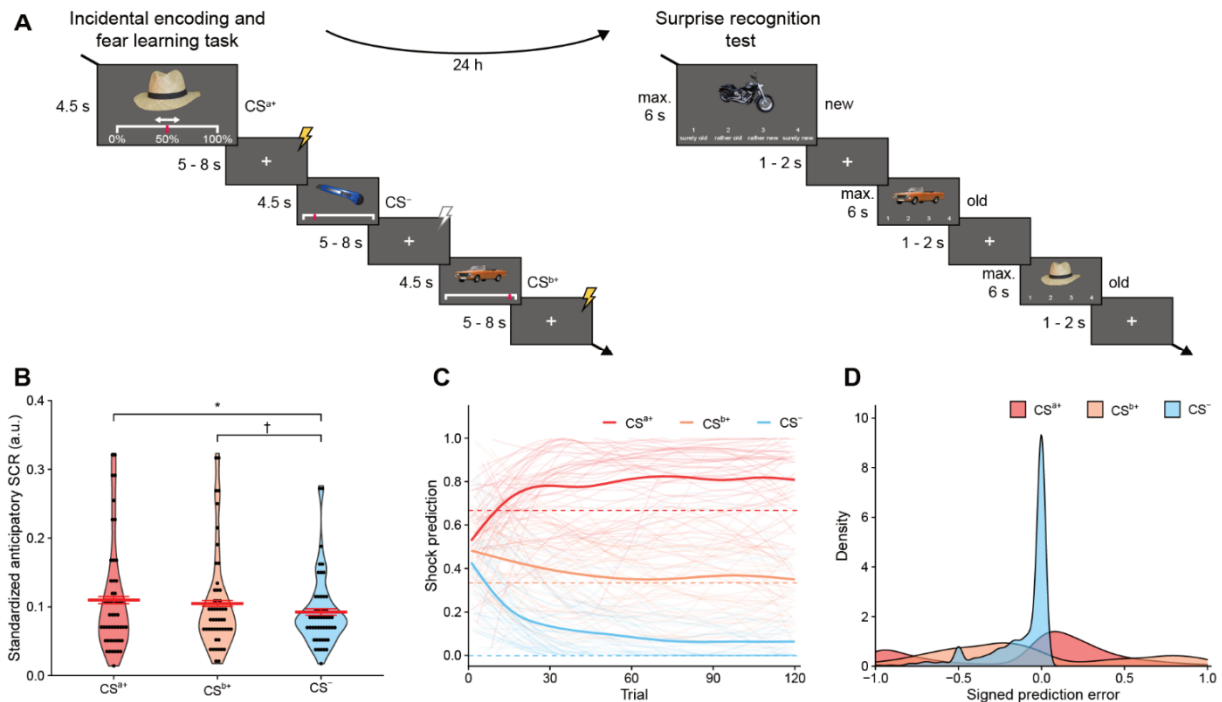 A
Incidental encoding and
fear learning task
24 h
Surprise recognition
test
4.5 s
0%
50%
100%
CSᵃ⁺
5 - 8 s
4.5 s
CS⁻
5 - 8 s
4.5 s
CSᵇ⁺
5 - 8 s
max.
6 s
1 2 3 4
surely old rather old rather new surely new
new
1 - 2 s
max.
6 s
1 2 3 4
old
1 - 2 s
max.
6 s
1 2 3 4
old
1 - 2 s
B
Standardized anticipatory SCR (a.u.)
0.4
0.3
0.2
0.1
0.0
*
†
CSᵃ⁺ CSᵇ⁺ CS⁻
C
CSᵃ⁺ CSᵇ⁺ CS⁻
Shock prediction
1.0
0.8
0.6
0.4
0.2
0.0
0 30 60 90 120
Trial
D
CSᵃ⁺ CSᵇ⁺ CS⁻
Density
10
8
6
4
2
0
−1.0 −0.5 0.0 0.5 1.0
Signed prediction error